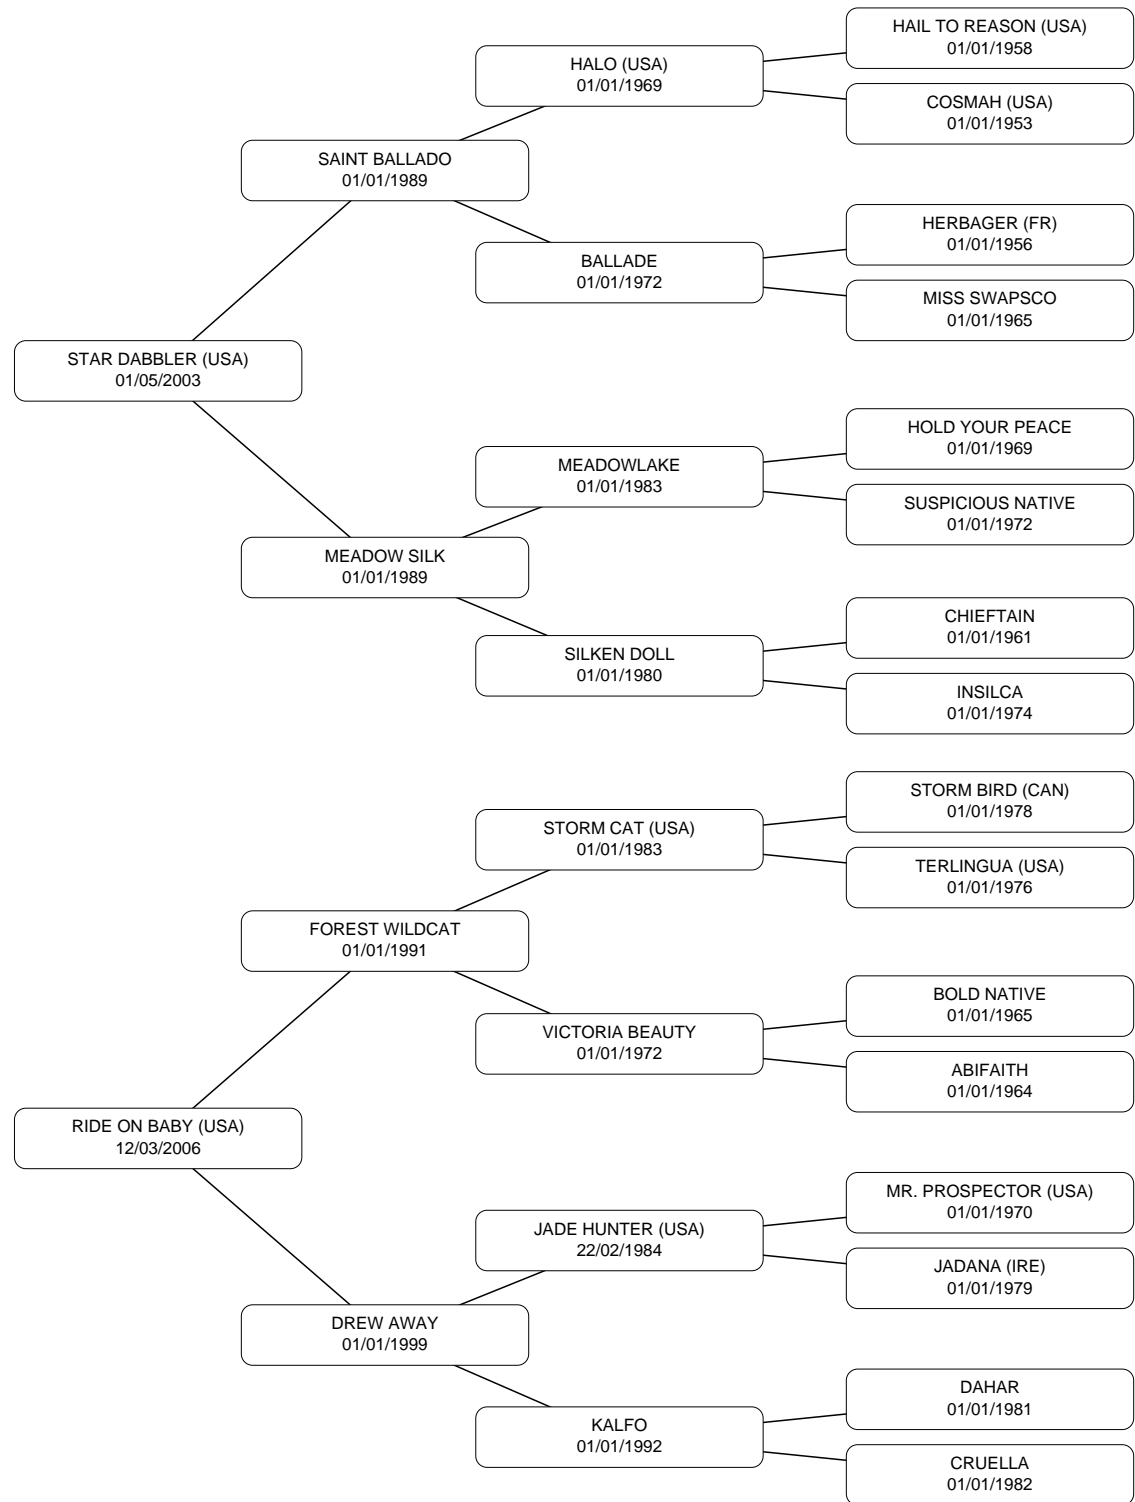 HAIL TO REASON (USA)
01/01/1958
HALO (USA)
01/01/1969
COSMAH (USA)
01/01/1953
SAINT BALLADO
01/01/1989
HERBAGER (FR)
01/01/1956
BALLADE
01/01/1972
MISS SWAPSCO
01/01/1965
STAR DABBLER (USA)
01/05/2003
HOLD YOUR PEACE
01/01/1969
MEADOWLAKE
01/01/1983
SUSPICIOUS NATIVE
01/01/1972
MEADOW SILK
01/01/1989
CHIEFTAIN
01/01/1961
SILKEN DOLL
01/01/1980
INSILCA
01/01/1974
STORM BIRD (CAN)
01/01/1978
STORM CAT (USA)
01/01/1983
TERLINGUA (USA)
01/01/1976
FOREST WILDCAT
01/01/1991
BOLD NATIVE
01/01/1965
VICTORIA BEAUTY
01/01/1972
ABIFAITH
01/01/1964
RIDE ON BABY (USA)
12/03/2006
MR. PROSPECTOR (USA)
01/01/1970
JADE HUNTER (USA)
22/02/1984
JADANA (IRE)
01/01/1979
DREW AWAY
01/01/1999
DAHAR
01/01/1981
KALFO
01/01/1992
CRUELLA
01/01/1982